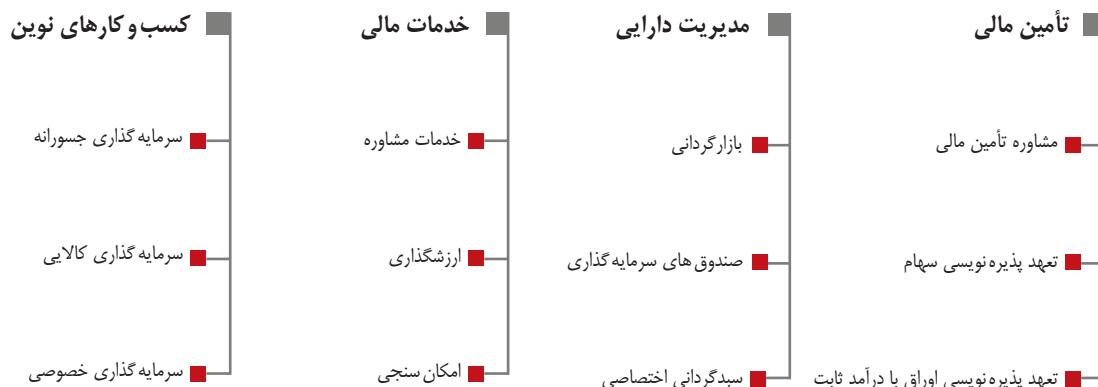 تأمین مالی
مشاوره تأمین مالی
تعهد پذیره‌نویسی سهام
تعهد پذیره‌نویسی اوراق با درآمد ثابت
مدیریت دارایی
بازارگردانی
صندوق‌های سرمایه‌گذاری
سبدگردانی اختصاصی
خدمات مالی
خدمات مشاوره
ارزشگذاری
امکان‌سنجی
کسب‌و‌کارهای نوین
سرمایه‌گذاری جسورانه
سرمایه‌گذاری کالایی
سرمایه‌گذاری خصوصی